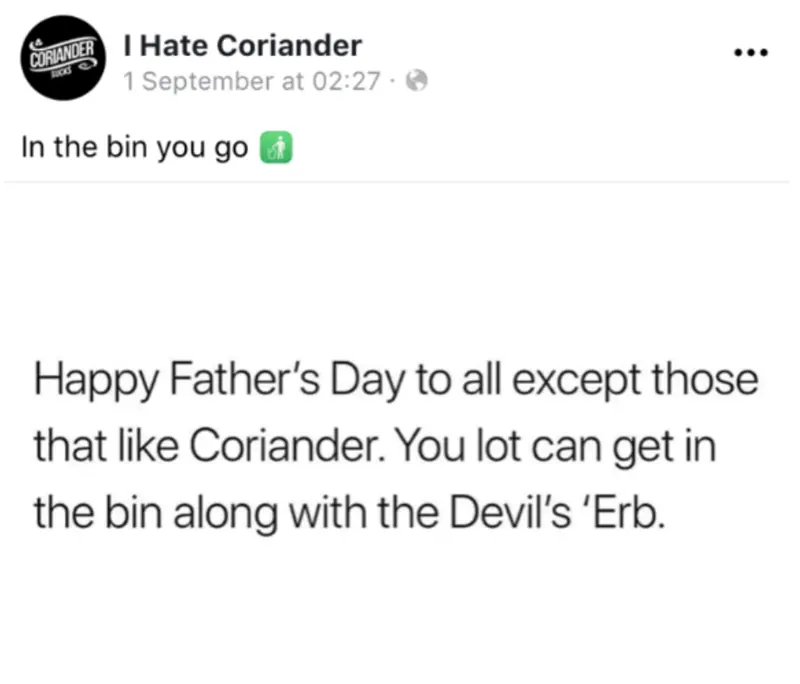 CORIANDER
SUCKS
I Hate Coriander
1 September at 02:27 ·
In the bin you go 🚮
Happy Father's Day to all except those
that like Coriander. You lot can get in
the bin along with the Devil's 'Erb.